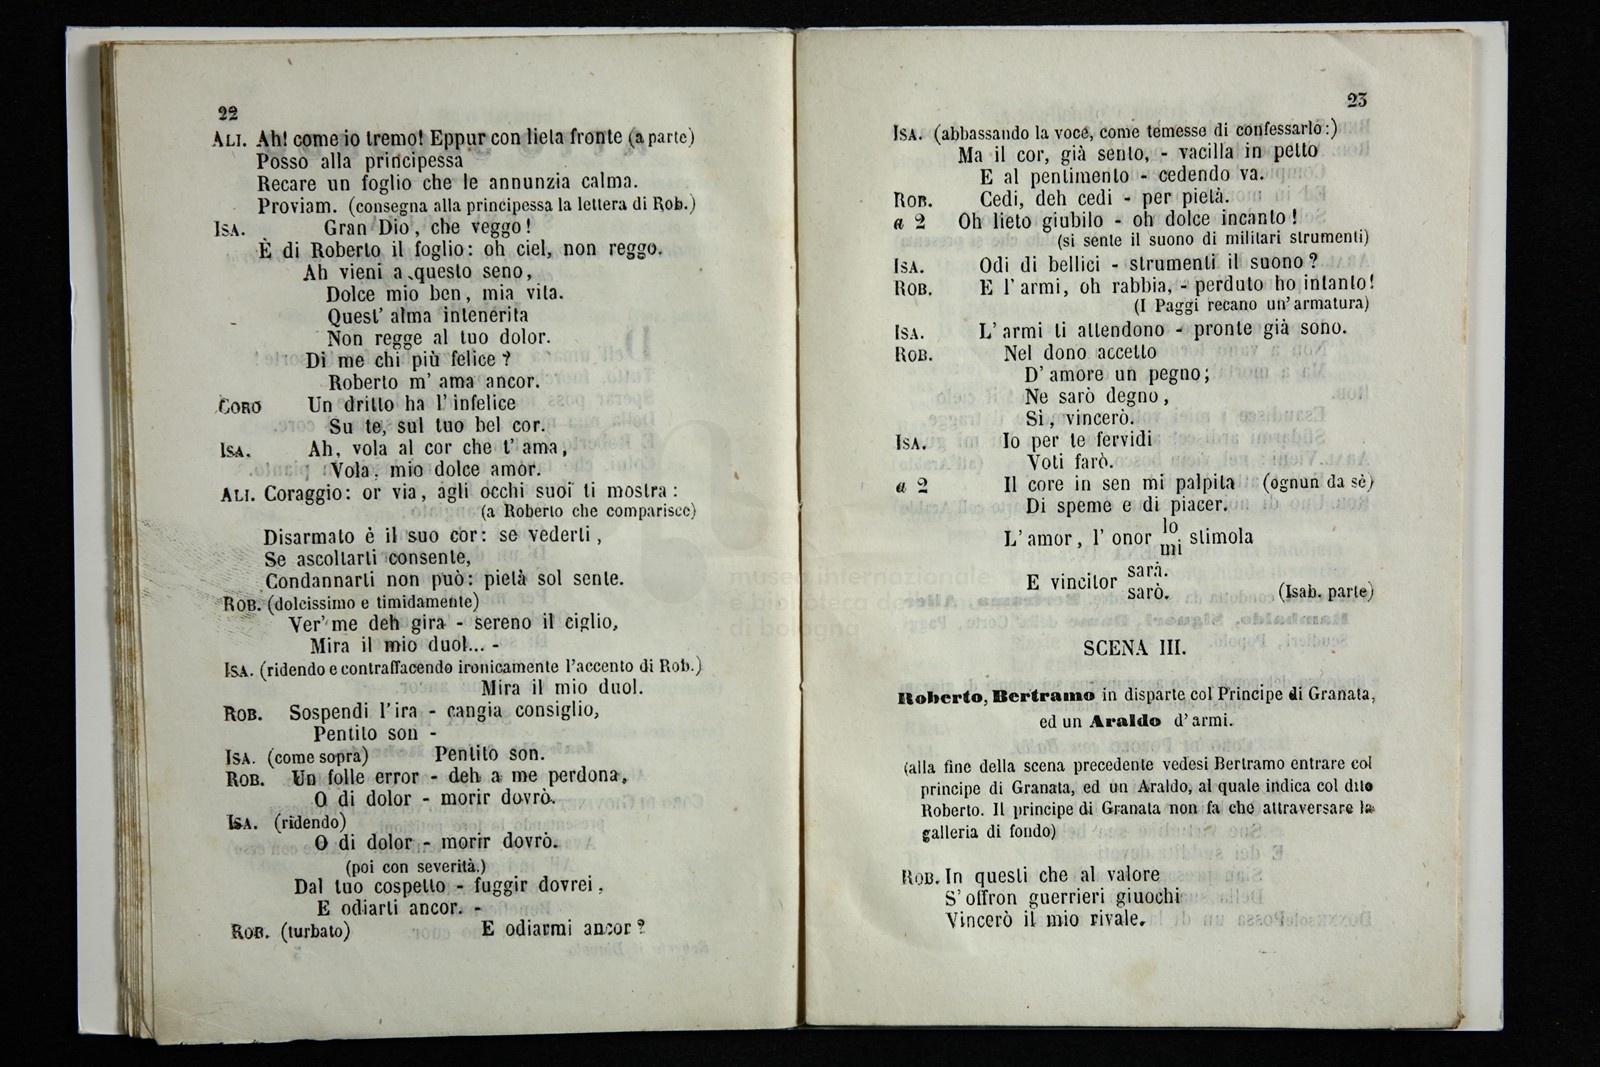 22
ALI. Ah! come io tremo! Eppur con lieta fronte (a parte)
Posso alla principessa
Recare un foglio che le annunzia calma.
Proviam. (consegna alla principessa la lettera di Rob.)
ISA. Gran Dio, che veggo!
È di Roberto il foglio: oh ciel, non reggo.
Ah vieni a questo seno,
Dolce mio ben, mia vita.
Quest' alma intenerita
Non regge al tuo dolor.
Di me chi più felice?
Roberto m' ama ancor.
CORO Un dritto ha l' infelice
Su te, sul tuo bel cor.
ISA. Ah, vola al cor che t' ama,
Vola, mio dolce amor.
ALI. Coraggio: or via, agli occhi suoi ti mostra:
(a Roberto che comparisce)
Disarmato è il suo cor: se vederti,
Se ascoltarti consente,
Condannarti non può: pietà sol sente.
ROB. (dolcissimo e timidamente)
Ver' me deh gira - sereno il ciglio,
Mira il mio duol... -
ISA. (ridendo e contraffacendo ironicamente l'accento di Rob.)
Mira il mio duol.
ROB. Sospendi l'ira - cangia consiglio,
Pentito son -
ISA. (come sopra) Pentito son.
ROB. Un folle error - deh a me perdona,
O di dolor - morir dovrò.
ISA. (ridendo)
O di dolor - morir dovrò.
(poi con severità.)
Dal tuo cospetto - fuggir dovrei,
E odiarti ancor. -
ROB. (turbato) E odiarmi ancor?
23
ISA. (abbassando la voce, come temesse di confessarlo:)
Ma il cor, già sento, - vacilla in petto
E al pentimento - cedendo va.
ROB. Cedi, deh cedi - per pietà.
a 2 Oh lieto giubilo - oh dolce incanto!
(si sente il suono di militari strumenti)
ISA. Odi di bellici - strumenti il suono?
ROB. E l' armi, oh rabbia, - perduto ho intanto!
(I Paggi recano un' armatura)
ISA. L' armi ti attendono - pronte già sono.
ROB. Nel dono accetto
D' amore un pegno;
Ne sarò degno,
Si, vincerò.
ISA. Io per te fervidi
Voti farò.
a 2 Il core in sen mi palpita (ognun da sè)
Di speme e di piacer.
L' amor, l' onor lo stimola
mi
E vincitor sarà.
sarò. (Isab. parte)
SCENA III.
Roberto, Bertramo in disparte col Principe di Granata,
ed un Araldo d' armi.
(alla fine della scena precedente vedesi Bertramo entrare col
principe di Granata, ed un Araldo, al quale indica col dito
Roberto. Il principe di Granata non fa che attraversare la
galleria di fondo)
ROB. In questi che al valore
S' offron guerrieri giuochi
Vincerò il mio rivale.
museo internazionale
e biblioteca della musica
di bologna